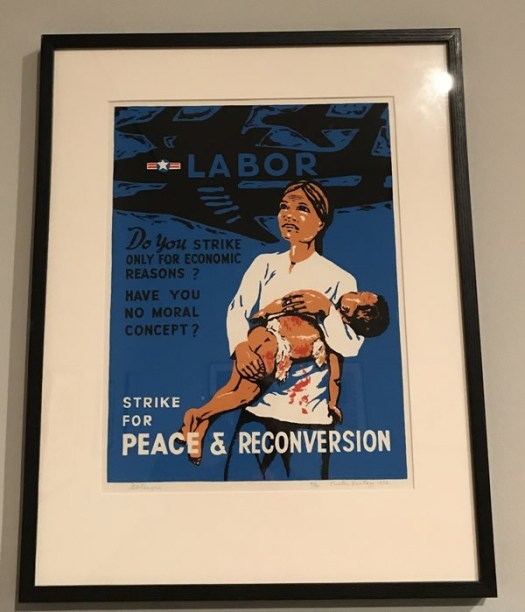 LABOR
Do You STRIKE
ONLY FOR ECONOMIC
REASONS ?
HAVE YOU
NO MORAL
CONCEPT ?
STRIKE
FOR
PEACE & RECONVERSION